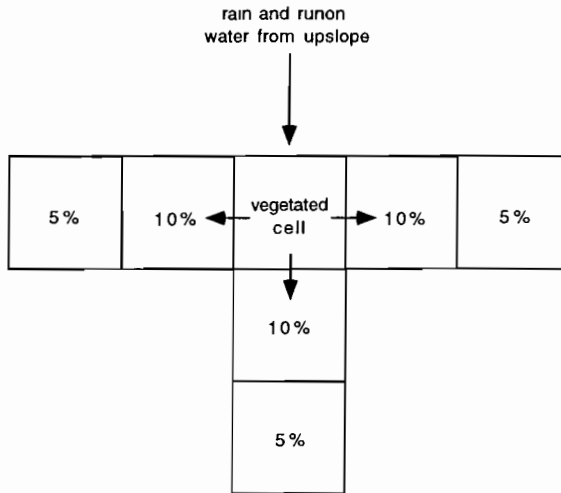 rain and runon
water from upslope
5% 10% vegetated cell 10% 5%
10%
5%